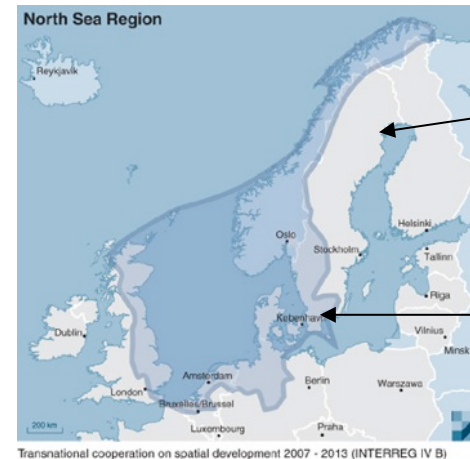 North Sea Region
Reykjavik
Oslo
Helsinki
Stockholm
Tallinn
Riga
København
Dublin
Vilnius
Minsk
Amsterdam
London
Berlin
Warszawa
Bruxelles/Brussel
Luxembourg
Praha
200 km
Transnational cooperation on spatial development 2007 - 2013 (INTERREG IV B)